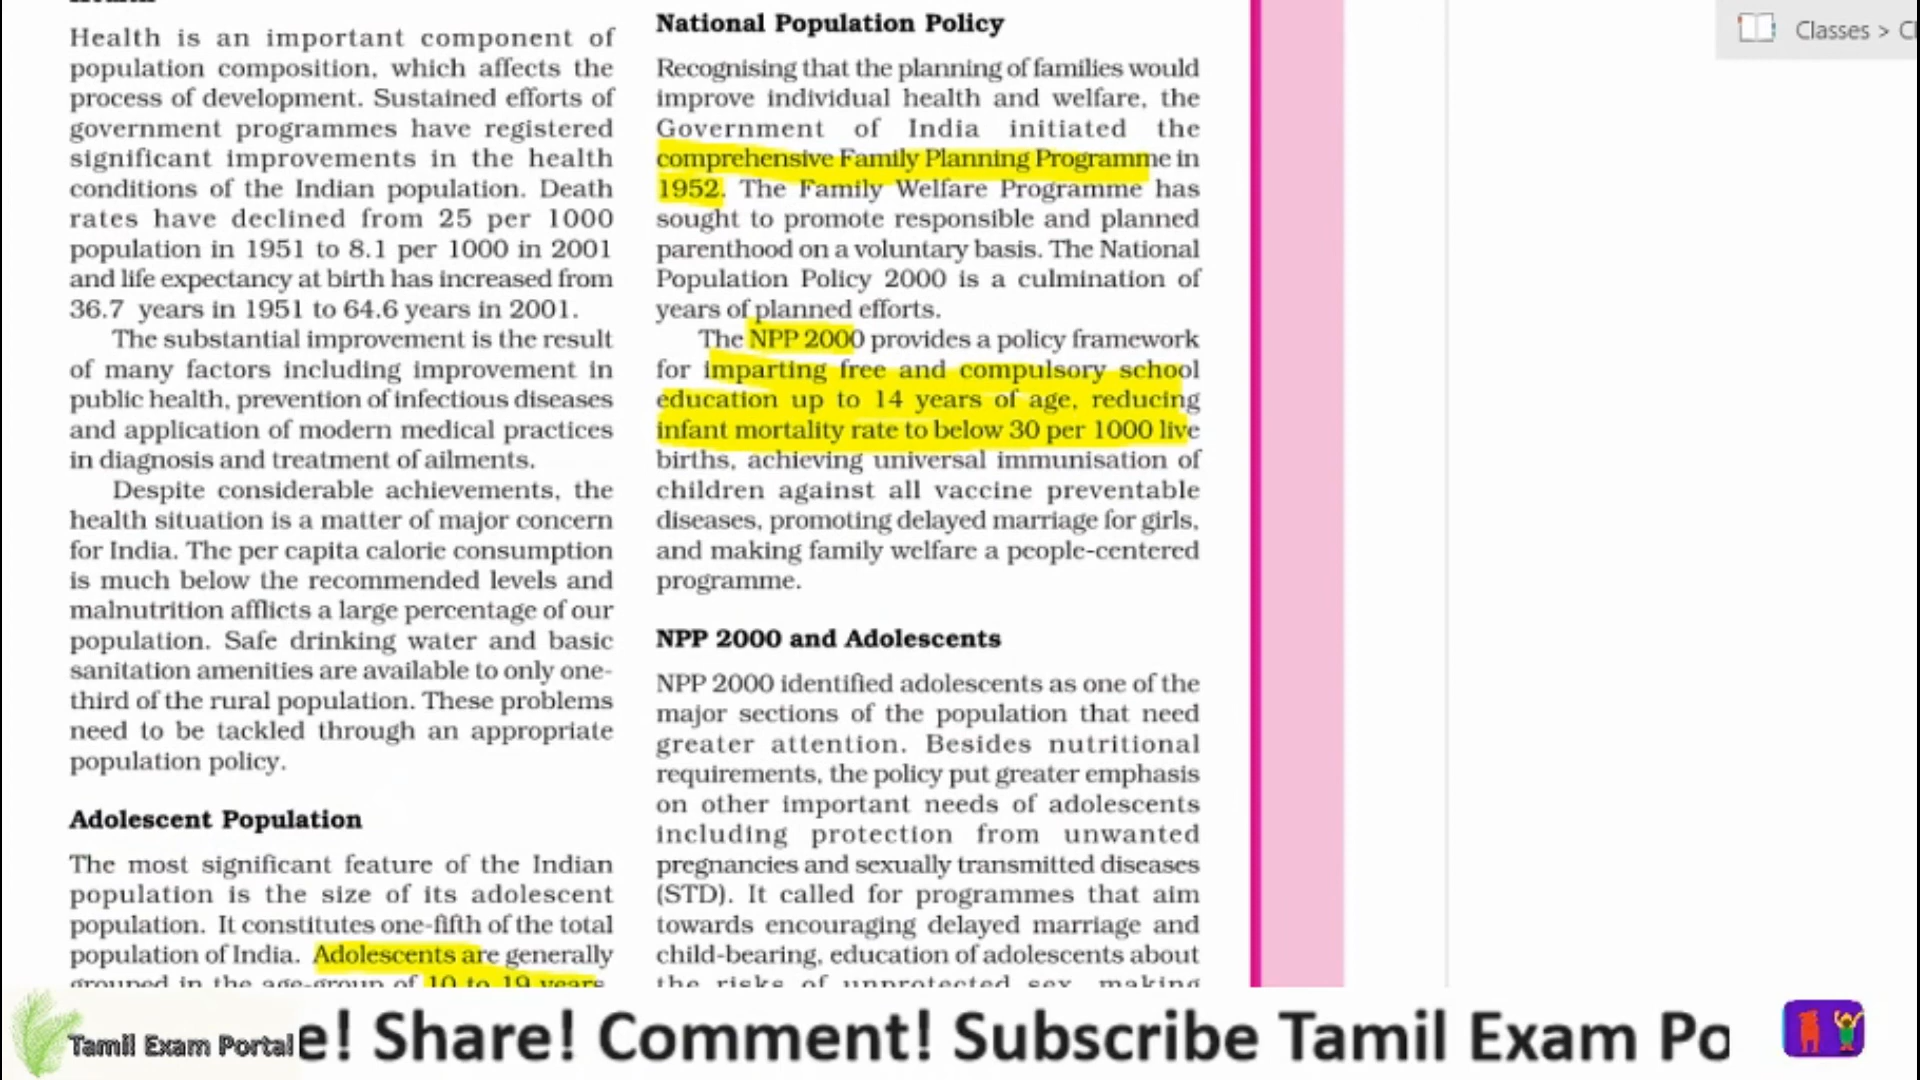 Health
Health is an important component of
population composition, which affects the
process of development. Sustained efforts of
government programmes have registered
significant improvements in the health
conditions of the Indian population. Death
rates have declined from 25 per 1000
population in 1951 to 8.1 per 1000 in 2001
and life expectancy at birth has increased from
36.7 years in 1951 to 64.6 years in 2001.
The substantial improvement is the result
of many factors including improvement in
public health, prevention of infectious diseases
and application of modern medical practices
in diagnosis and treatment of ailments.
Despite considerable achievements, the
health situation is a matter of major concern
for India. The per capita calorie consumption
is much below the recommended levels and
malnutrition afflicts a large percentage of our
population. Safe drinking water and basic
sanitation amenities are available to only one-
third of the rural population. These problems
need to be tackled through an appropriate
population policy.
Adolescent Population
The most significant feature of the Indian
population is the size of its adolescent
population. It constitutes one-fifth of the total
population of India. Adolescents are generally
grouped in the age-group of 10 to 19 years.
National Population Policy
Recognising that the planning of families would
improve individual health and welfare, the
Government of India initiated the
comprehensive Family Planning Programme in
1952. The Family Welfare Programme has
sought to promote responsible and planned
parenthood on a voluntary basis. The National
Population Policy 2000 is a culmination of
years of planned efforts.
The NPP 2000 provides a policy framework
for imparting free and compulsory school
education up to 14 years of age, reducing
infant mortality rate to below 30 per 1000 live
births, achieving universal immunisation of
children against all vaccine preventable
diseases, promoting delayed marriage for girls,
and making family welfare a people-centered
programme.
NPP 2000 and Adolescents
NPP 2000 identified adolescents as one of the
major sections of the population that need
greater attention. Besides nutritional
requirements, the policy put greater emphasis
on other important needs of adolescents
including protection from unwanted
pregnancies and sexually transmitted diseases
(STD). It called for programmes that aim
towards encouraging delayed marriage and
child-bearing, education of adolescents about
the risks of unprotected sex, making
Classes > Cl
Tamil Exam Portal
e! Share! Comment! Subscribe Tamil Exam Po